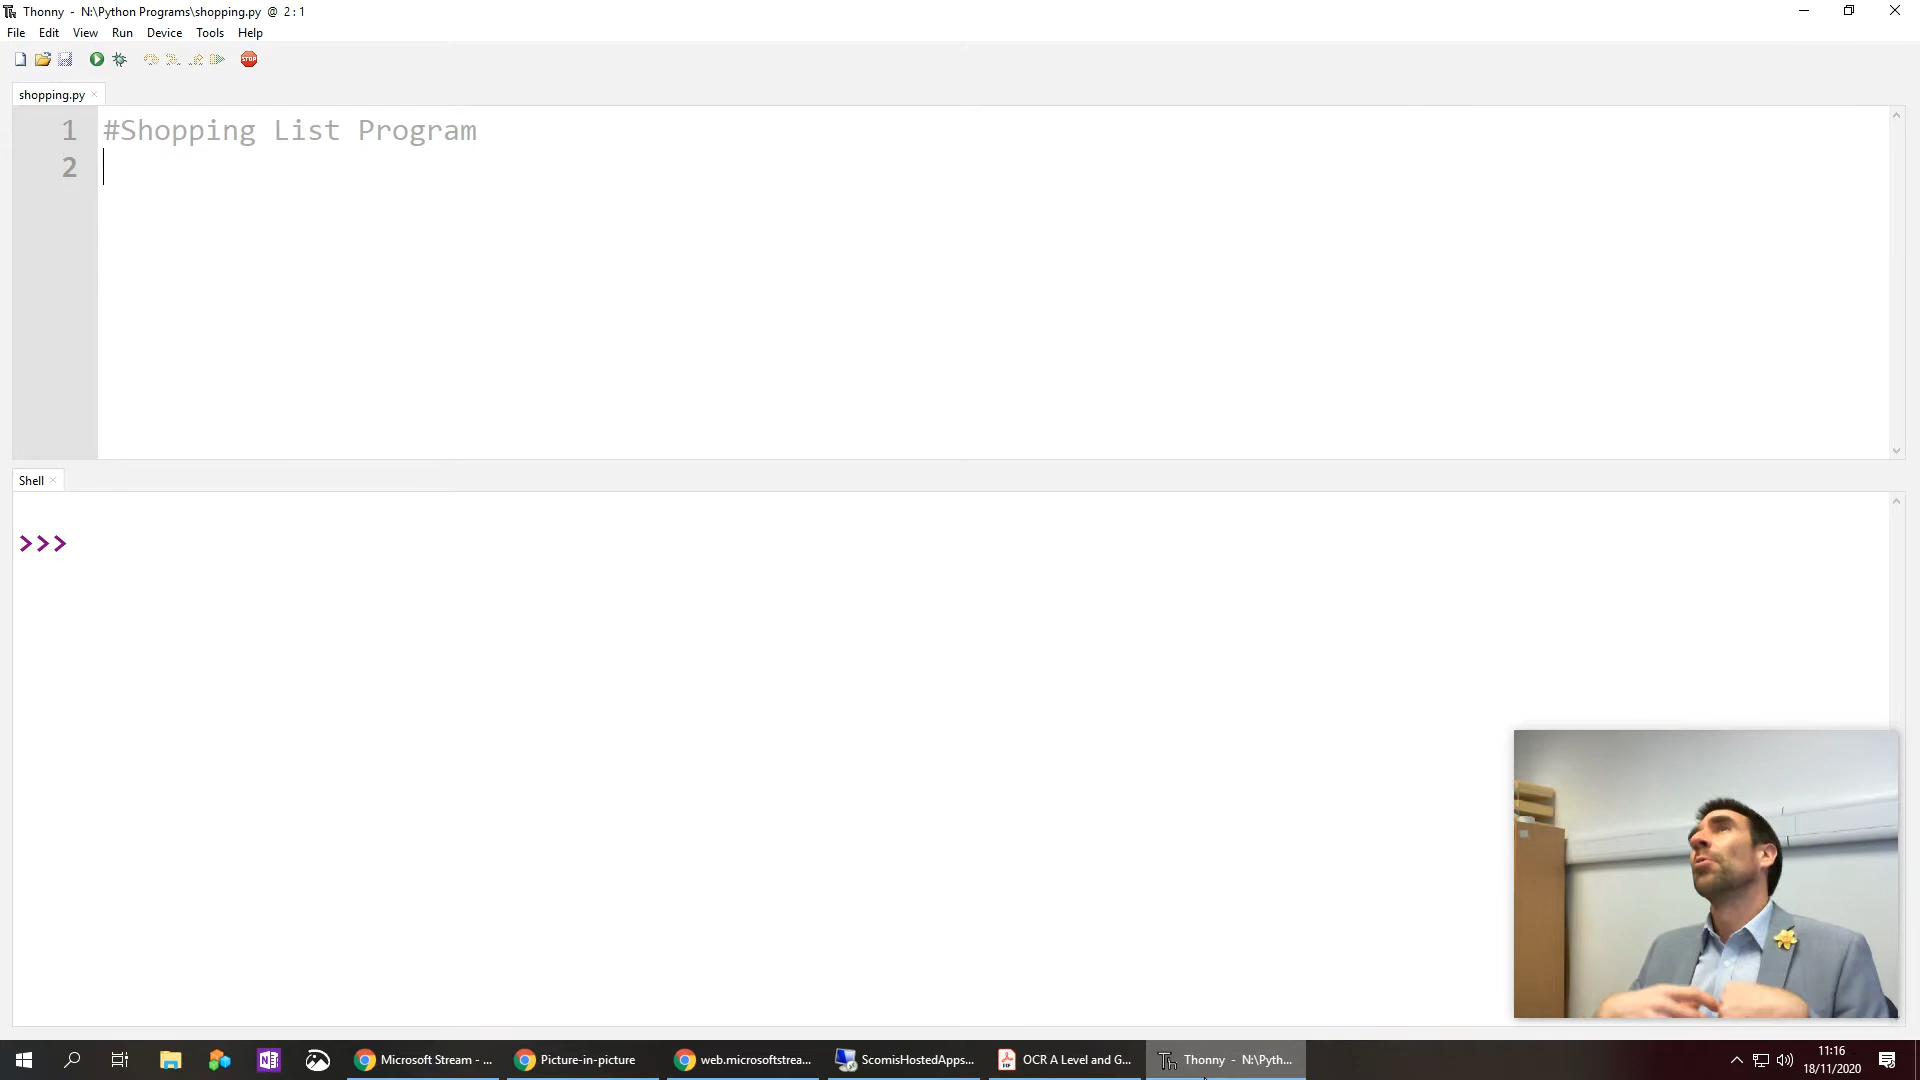 Thonny - N:\Python Programs\shopping.py @ 2 : 1
File Edit View Run Device Tools Help
STOP
shopping.py
1 #Shopping List Program
2
Shell
>>>
Microsoft Stream - ... Picture-in-picture web.microsoftstrea... ScomisHostedApps... OCR A Level and G... Thonny - N:\Pyth... 11:16
18/11/2020